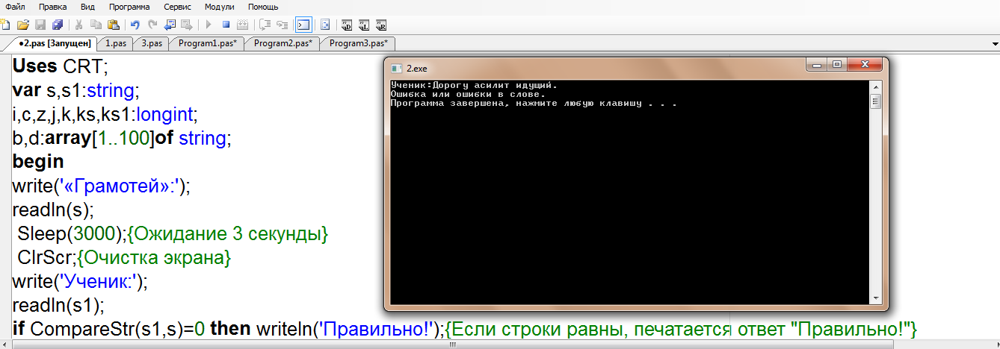 Файл Правка Вид Программа Сервис Модули Помощь
•2.pas [Запущен] 1.pas 3.pas Program1.pas* Program2.pas* Program3.pas*
Uses CRT;
var s,s1:string;
i,c,z,j,k,ks,ks1:longint;
b,d:array[1..100]of string;
begin
write('«Грамотей»:');
readln(s);
Sleep(3000);{Ожидание 3 секунды}
ClrScr;{Очистка экрана}
write('Ученик:');
readln(s1);
if CompareStr(s1,s)=0 then writeln('Правильно!');{Если строки равны, печатается ответ "Правильно!"}
2.exe
Ученик:Дорогу асилит идущий.
Ошибка или ошибки в слове.
Программа завершена, нажмите любую клавишу . . .